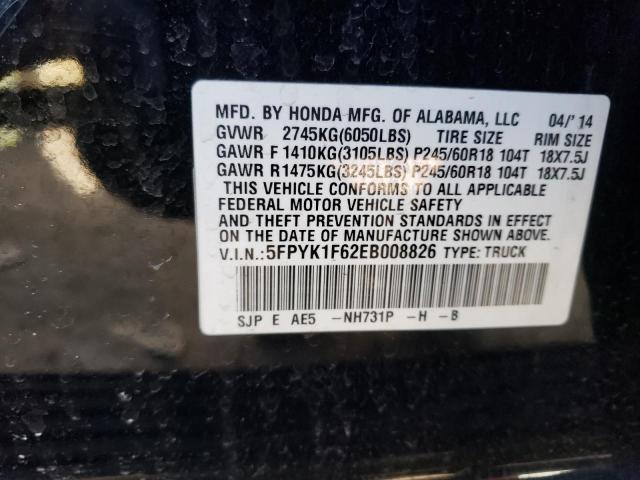 MFD. BY HONDA MFG. OF ALABAMA, LLC 04/'14
GVWR 2745KG(6050LBS) TIRE SIZE RIM SIZE
GAWR F 1410KG(3105LBS) P245/60R18 104T 18X7.5J
GAWR R 1475KG(3245LBS) P245/60R18 104T 18X7.5J
THIS VEHICLE CONFORMS TO ALL APPLICABLE
FEDERAL MOTOR VEHICLE SAFETY
AND THEFT PREVENTION STANDARDS IN EFFECT
ON THE DATE OF MANUFACTURE SHOWN ABOVE.
V.I.N.:5FPYK1F62EB008826 TYPE: TRUCK
SJP E AE5 -NH731P -H -B